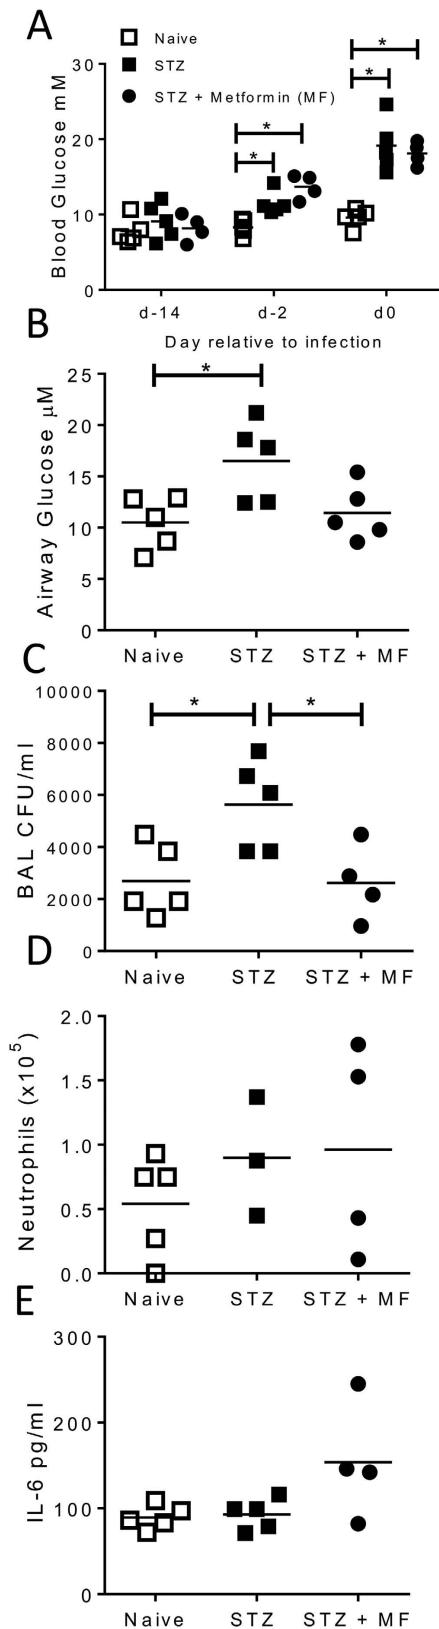 A
Naive
STZ
STZ + Metformin (MF)
Blood Glucose mM
30
20
10
0
*
*
*
*
d-14
d-2
d0
Day relative to infection
B
Airway Glucose µM
25
20
15
10
5
0
*
Naive
STZ
STZ + MF
C
BAL CFU/ml
10000
8000
6000
4000
2000
0
*
*
Naive
STZ
STZ + MF
D
Neutrophils (x10⁵)
2.0
1.5
1.0
0.5
0.0
Naive
STZ
STZ + MF
E
IL-6 pg/ml
300
200
100
0
Naive
STZ
STZ + MF